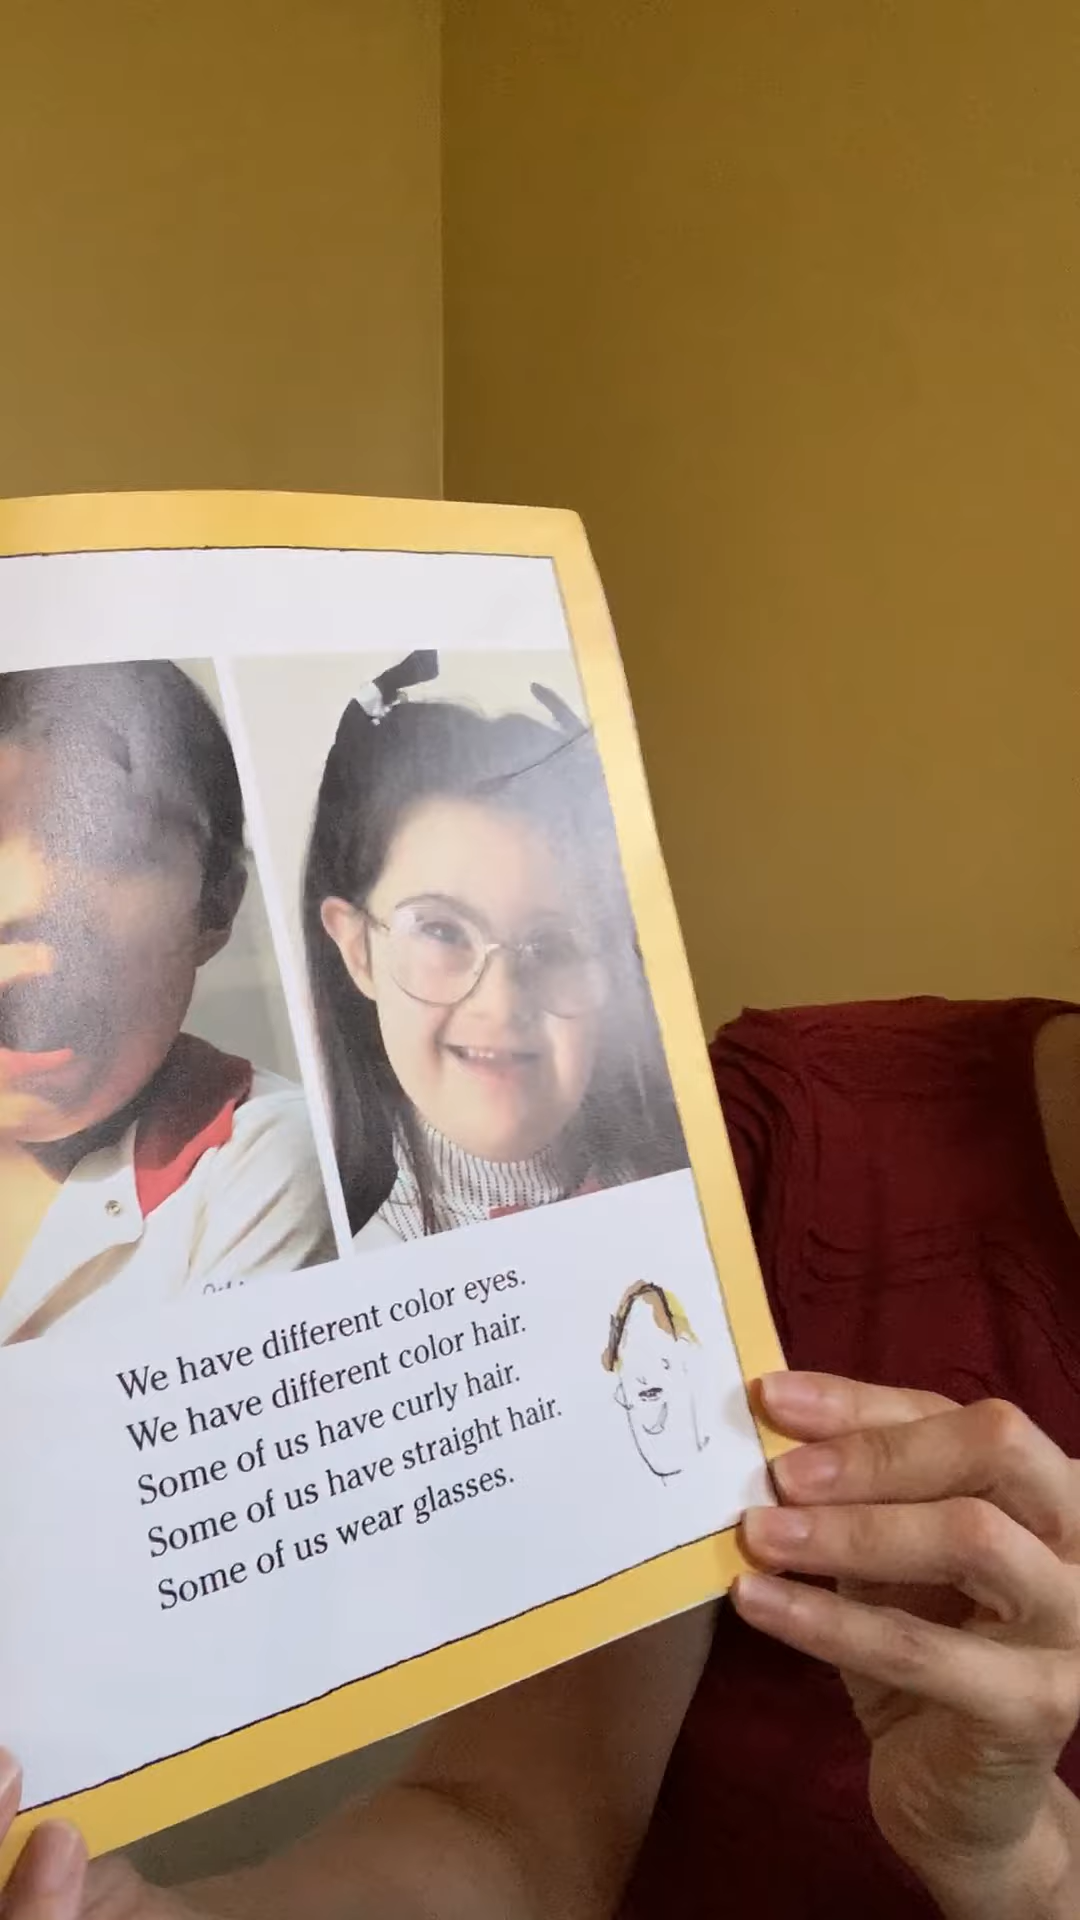 We have different color eyes.
We have different color hair.
Some of us have curly hair.
Some of us have straight hair.
Some of us wear glasses.